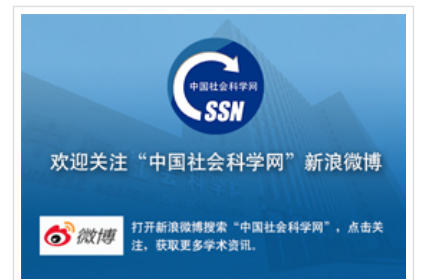 中国社会科学网
CSSN
欢迎关注“中国社会科学网”新浪微博
微博
打开新浪微博搜索“中国社会科学网”，点击关
注，获取更多学术资讯。